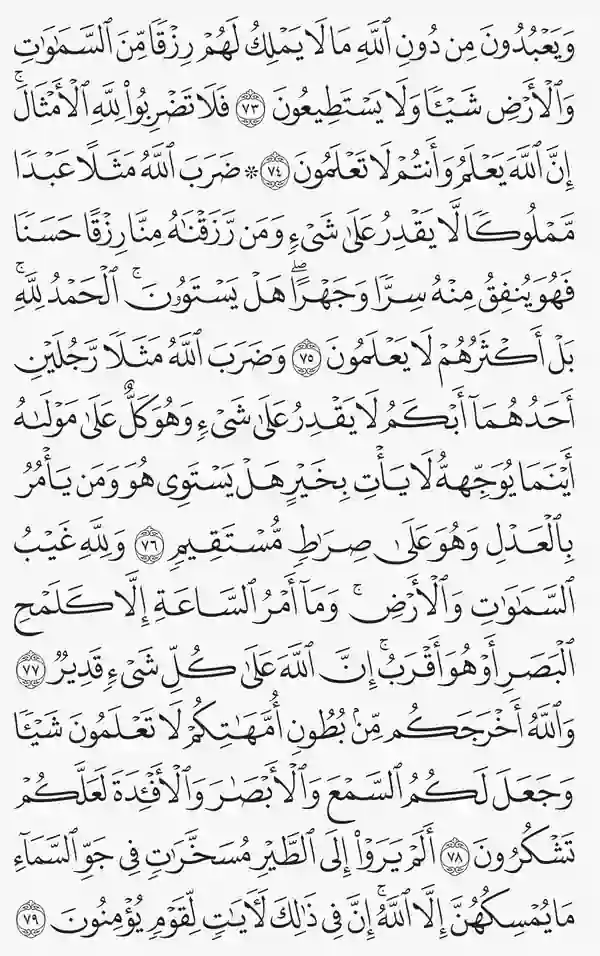 وَيَعْبُدُونَ مِن دُونِ ٱللَّهِ مَا لَا يَمْلِكُ لَهُمْ رِزْقًا مِّنَ ٱلسَّمَٰوَٰتِ
وَٱلْأَرْضِ شَيْـًٔا وَلَا يَسْتَطِيعُونَ ٧٣ فَلَا تَضْرِبُوا۟ لِلَّهِ ٱلْأَمْثَالَ ۚ
إِنَّ ٱللَّهَ يَعْلَمُ وَأَنتُمْ لَا تَعْلَمُونَ ٧٤ * ضَرَبَ ٱللَّهُ مَثَلًا عَبْدًا
مَّمْلُوكًا لَّا يَقْدِرُ عَلَىٰ شَىْءٍ وَمَن رَّزَقْنَٰهُ مِنَّا رِزْقًا حَسَنًا
فَهُوَ يُنفِقُ مِنْهُ سِرًّا وَجَهْرًا ۖ هَلْ يَسْتَوُۥنَ ۚ ٱلْحَمْدُ لِلَّهِ ۚ
بَلْ أَكْثَرُهُمْ لَا يَعْلَمُونَ ٧٥ وَضَرَبَ ٱللَّهُ مَثَلًا رَّجُلَيْنِ
أَحَدُهُمَآ أَبْكَمُ لَا يَقْدِرُ عَلَىٰ شَىْءٍ وَهُوَ كَلٌّ عَلَىٰ مَوْلَىٰهُ
أَيْنَمَا يُوَجِّههُّ لَا يَأْتِ بِخَيْرٍ هَلْ يَسْتَوِى هُوَ وَمَن يَأْمُرُ
بِٱلْعَدْلِ وَهُوَ عَلَىٰ صِرَٰطٍ مُّسْتَقِيمٍ ٧٦ وَلِلَّهِ غَيْبُ
ٱلسَّمَٰوَٰتِ وَٱلْأَرْضِ ۚ وَمَآ أَمْرُ ٱلسَّاعَةِ إِلَّا كَلَمْحِ
ٱلْبَصَرِ أَوْ هُوَ أَقْرَبُ ۚ إِنَّ ٱللَّهَ عَلَىٰ كُلِّ شَىْءٍ قَدِيرٌ ٧٧
وَٱللَّهُ أَخْرَجَكُم مِّنۢ بُطُونِ أُمَّهَٰتِكُمْ لَا تَعْلَمُونَ شَيْـًٔا
وَجَعَلَ لَكُمُ ٱلسَّمْعَ وَٱلْأَبْصَٰرَ وَٱلْأَفْـِٔدَةَ لَعَلَّكُمْ
تَشْكُرُونَ ٧٨ أَلَمْ يَرَوْا۟ إِلَى ٱلطَّيْرِ مُسَخَّرَٰتٍ فِى جَوِّ ٱلسَّمَآءِ
مَا يُمْسِكُهُنَّ إِلَّا ٱللَّهُ ۗ إِنَّ فِى ذَٰلِكَ لَـَٔايَٰتٍ لِّقَوْمٍ يُؤْمِنُونَ ٧٩